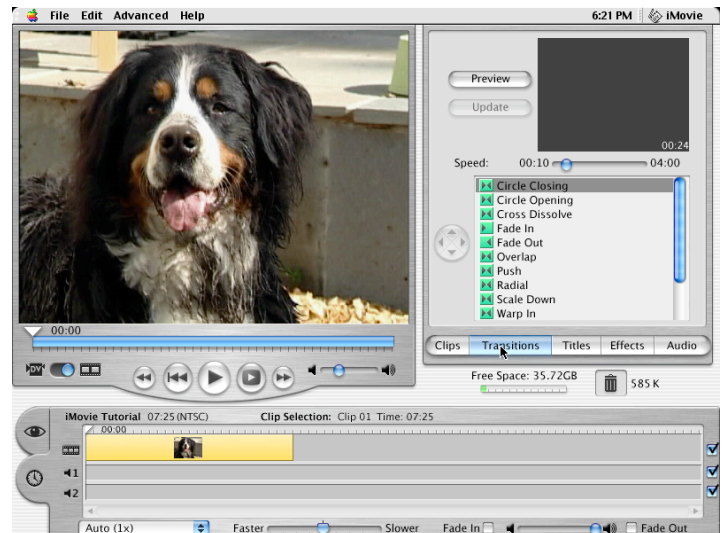 File Edit Advanced Help 6:21 PM iMovie
Preview
Update
00:24
Speed: 00:10 04:00
Circle Closing
Circle Opening
Cross Dissolve
Fade In
Fade Out
Overlap
Push
Radial
Scale Down
Warp In
00:00
Clips Transitions Titles Effects Audio
DV
Free Space: 35.72GB
585 K
iMovie Tutorial 07:25 (NTSC) Clip Selection: Clip 01 Time: 07:25
00:00
1
2
Auto (1x) Faster Slower Fade In Fade Out